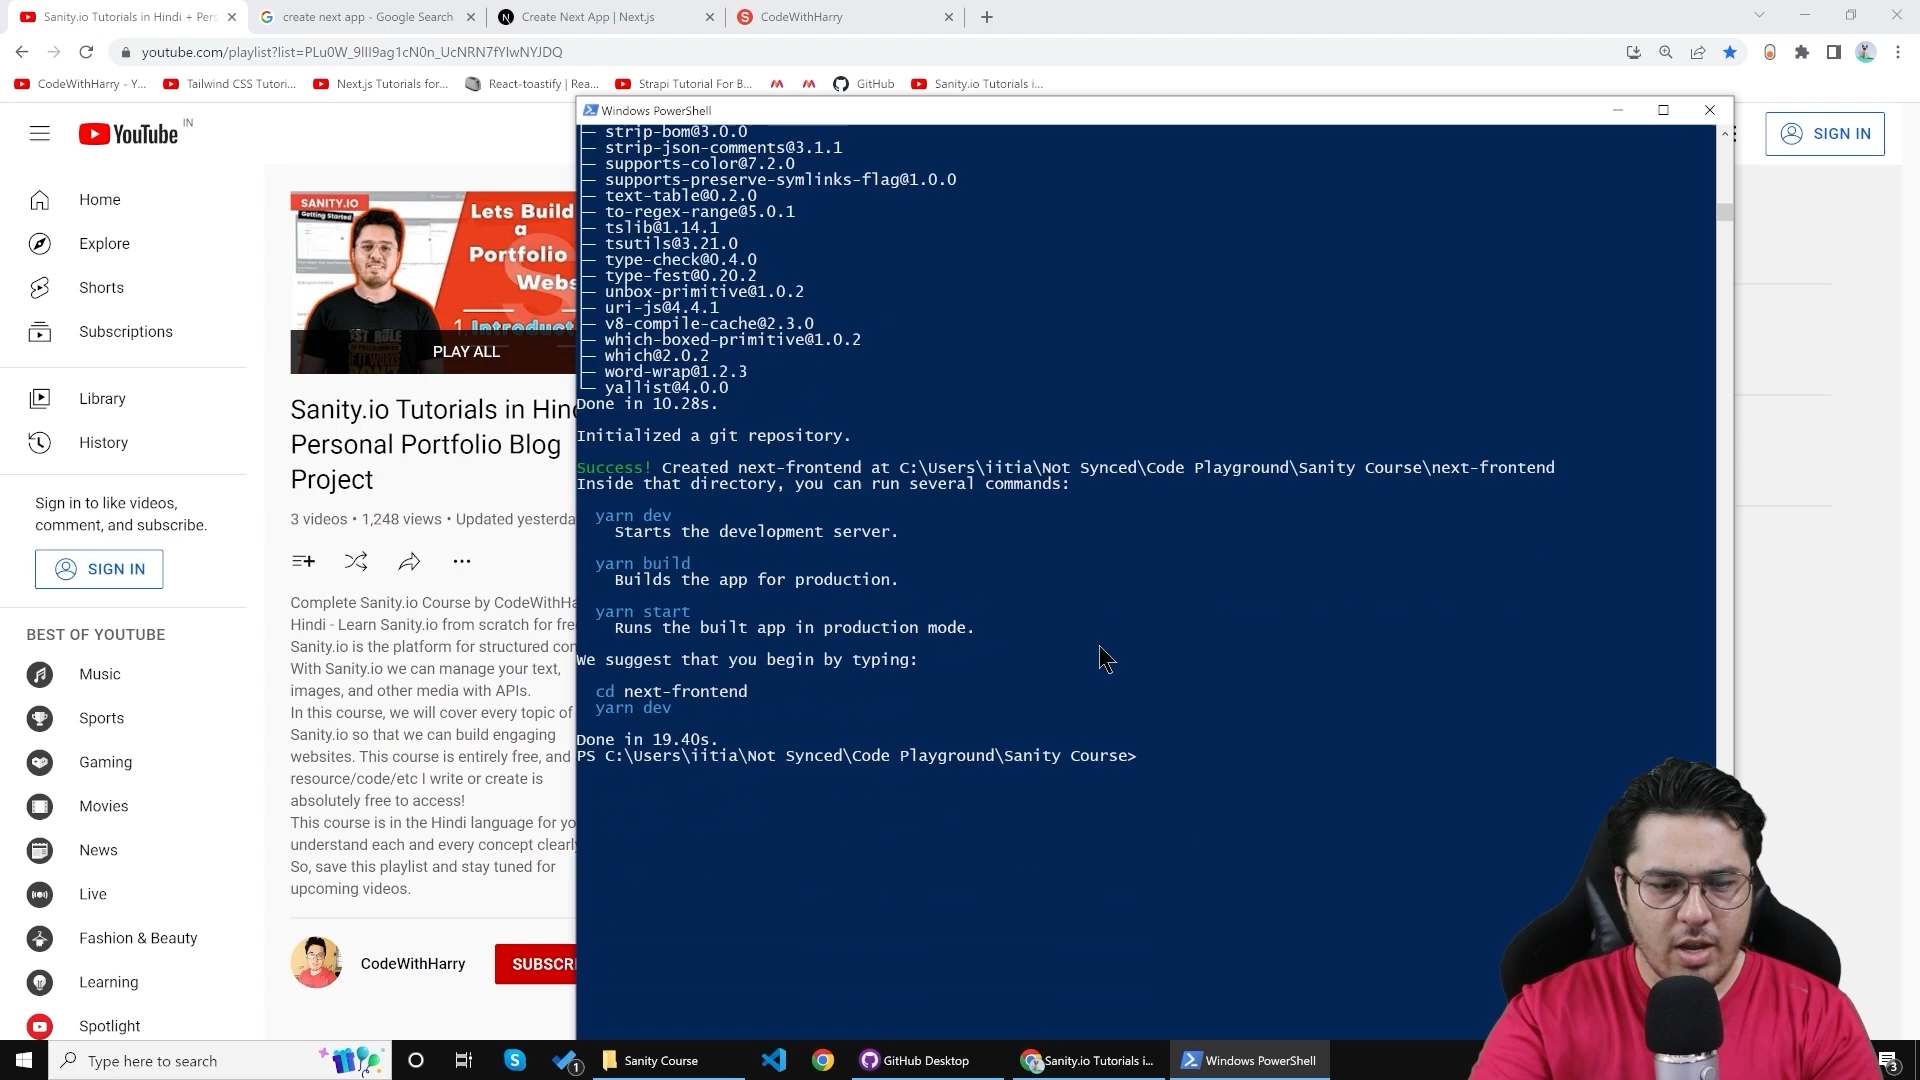 Sanity.io Tutorials in Hindi + Pers
create next app - Google Search
Create Next App | Next.js
CodeWithHarry
youtube.com/playlist?list=PLu0W_9lII9ag1cN0n_UcNRN7fYIwNYJDQ
CodeWithHarry - Y...
Tailwind CSS Tutori...
Next.js Tutorials for...
React-toastify | Rea...
Strapi Tutorial For B...
GitHub
Sanity.io Tutorials i...
YouTube IN
SIGN IN
Home
Explore
Shorts
Subscriptions
Library
History
Sign in to like videos,
comment, and subscribe.
SIGN IN
BEST OF YOUTUBE
Music
Sports
Gaming
Movies
News
Live
Fashion & Beauty
Learning
Spotlight
SANITY.IO
Getting Started
Lets Build
a
Portfolio
Webs
1. Introduct
PLAY ALL
Sanity.io Tutorials in Hin
Personal Portfolio Blog
Project
3 videos • 1,248 views • Updated yesterda
Complete Sanity.io Course by CodeWithHa
Hindi - Learn Sanity.io from scratch for fre
Sanity.io is the platform for structured con
With Sanity.io we can manage your text,
images, and other media with APIs.
In this course, we will cover every topic of
Sanity.io so that we can build engaging
websites. This course is entirely free, and
resource/code/etc I write or create is
absolutely free to access!
This course is in the Hindi language for yo
understand each and every concept clearly
So, save this playlist and stay tuned for
upcoming videos.
CodeWithHarry
SUBSCRI
Windows PowerShell
├─ strip-bom@3.0.0
├─ strip-json-comments@3.1.1
├─ supports-color@7.2.0
├─ supports-preserve-symlinks-flag@1.0.0
├─ text-table@0.2.0
├─ to-regex-range@5.0.1
├─ tslib@1.14.1
├─ tsutils@3.21.0
├─ type-check@0.4.0
├─ type-fest@0.20.2
├─ unbox-primitive@1.0.2
├─ uri-js@4.4.1
├─ v8-compile-cache@2.3.0
├─ which-boxed-primitive@1.0.2
├─ which@2.0.2
├─ word-wrap@1.2.3
└─ yallist@4.0.0
Done in 10.28s.
Initialized a git repository.
Success! Created next-frontend at C:\Users\iitia\Not Synced\Code Playground\Sanity Course\next-frontend
Inside that directory, you can run several commands:
yarn dev
Starts the development server.
yarn build
Builds the app for production.
yarn start
Runs the built app in production mode.
We suggest that you begin by typing:
cd next-frontend
yarn dev
Done in 19.40s.
PS C:\Users\iitia\Not Synced\Code Playground\Sanity Course>
Type here to search
1
Sanity Course
GitHub Desktop
Sanity.io Tutorials i...
Windows PowerShell
3